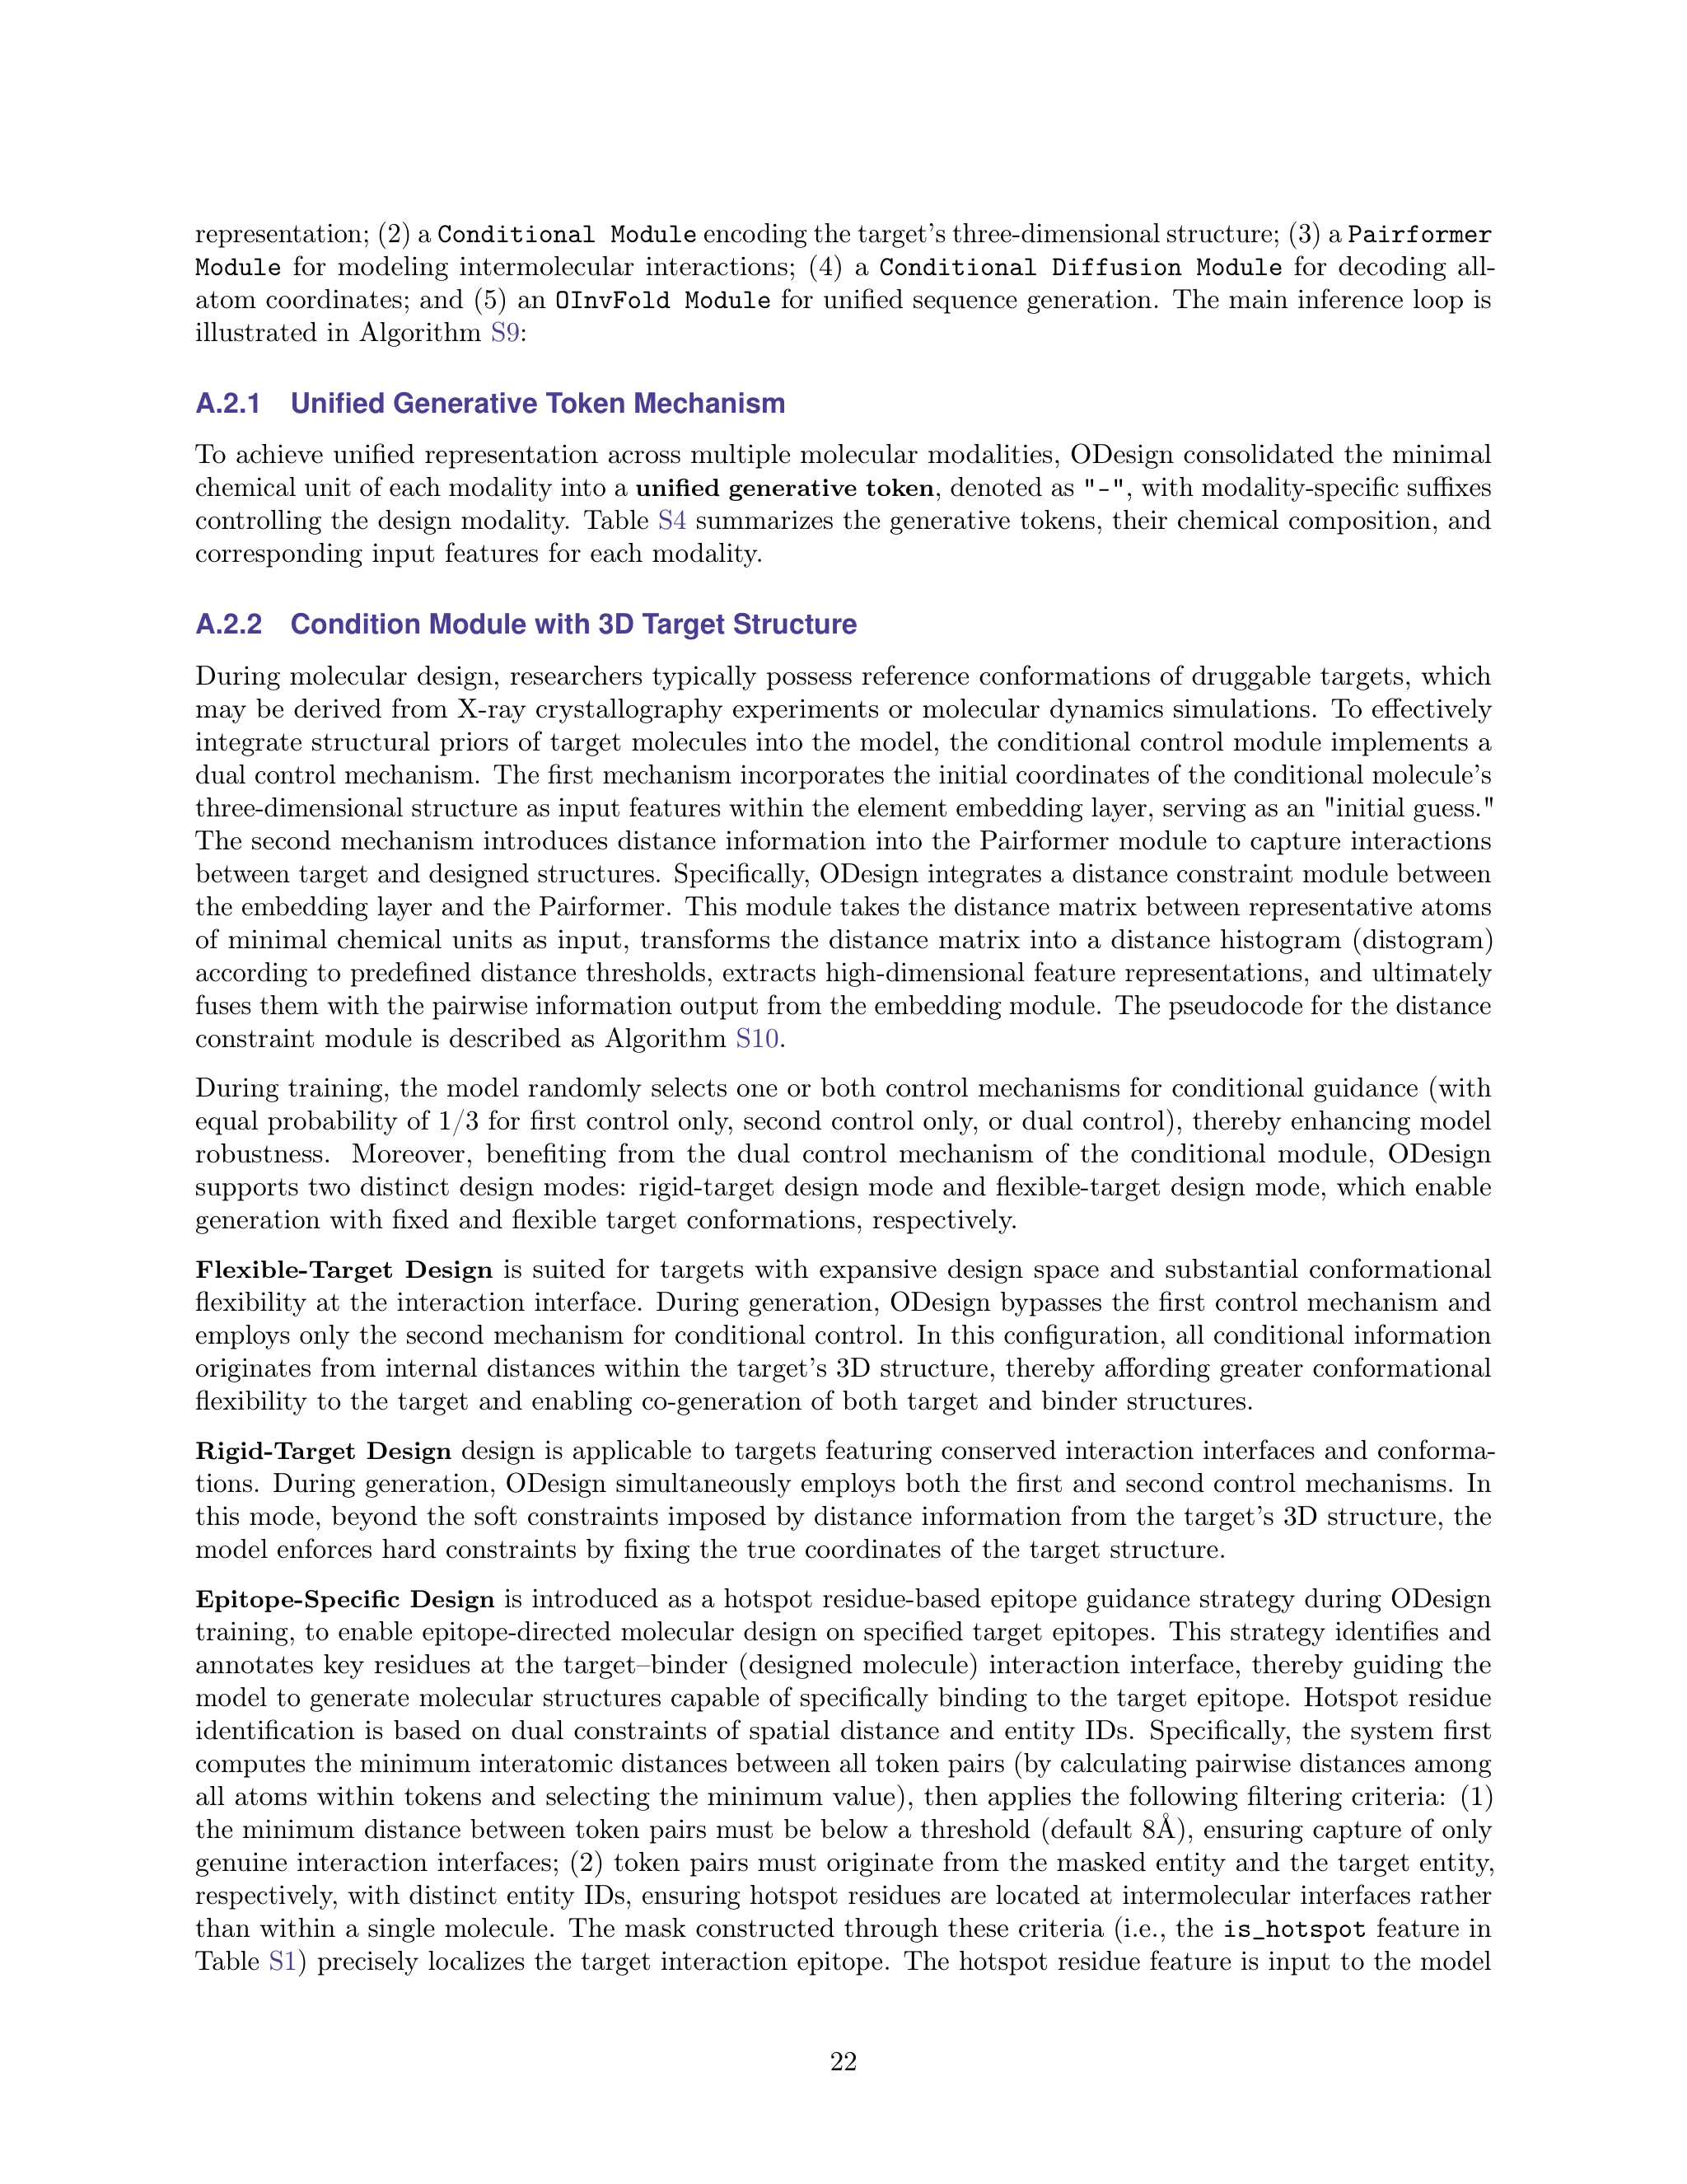 representation; (2) a Conditional Module encoding the target's three-dimensional structure; (3) a Pairformer
Module for modeling intermolecular interactions; (4) a Conditional Diffusion Module for decoding all-
atom coordinates; and (5) an OInvFold Module for unified sequence generation. The main inference loop is
illustrated in Algorithm S9:
A.2.1 Unified Generative Token Mechanism
To achieve unified representation across multiple molecular modalities, ODesign consolidated the minimal
chemical unit of each modality into a unified generative token, denoted as "-", with modality-specific suffixes
controlling the design modality. Table S4 summarizes the generative tokens, their chemical composition, and
corresponding input features for each modality.
A.2.2 Condition Module with 3D Target Structure
During molecular design, researchers typically possess reference conformations of druggable targets, which
may be derived from X-ray crystallography experiments or molecular dynamics simulations. To effectively
integrate structural priors of target molecules into the model, the conditional control module implements a
dual control mechanism. The first mechanism incorporates the initial coordinates of the conditional molecule's
three-dimensional structure as input features within the element embedding layer, serving as an "initial guess."
The second mechanism introduces distance information into the Pairformer module to capture interactions
between target and designed structures. Specifically, ODesign integrates a distance constraint module between
the embedding layer and the Pairformer. This module takes the distance matrix between representative atoms
of minimal chemical units as input, transforms the distance matrix into a distance histogram (distogram)
according to predefined distance thresholds, extracts high-dimensional feature representations, and ultimately
fuses them with the pairwise information output from the embedding module. The pseudocode for the distance
constraint module is described as Algorithm S10.
During training, the model randomly selects one or both control mechanisms for conditional guidance (with
equal probability of 1/3 for first control only, second control only, or dual control), thereby enhancing model
robustness. Moreover, benefiting from the dual control mechanism of the conditional module, ODesign
supports two distinct design modes: rigid-target design mode and flexible-target design mode, which enable
generation with fixed and flexible target conformations, respectively.
Flexible-Target Design is suited for targets with expansive design space and substantial conformational
flexibility at the interaction interface. During generation, ODesign bypasses the first control mechanism and
employs only the second mechanism for conditional control. In this configuration, all conditional information
originates from internal distances within the target's 3D structure, thereby affording greater conformational
flexibility to the target and enabling co-generation of both target and binder structures.
Rigid-Target Design design is applicable to targets featuring conserved interaction interfaces and conforma-
tions. During generation, ODesign simultaneously employs both the first and second control mechanisms. In
this mode, beyond the soft constraints imposed by distance information from the target's 3D structure, the
model enforces hard constraints by fixing the true coordinates of the target structure.
Epitope-Specific Design is introduced as a hotspot residue-based epitope guidance strategy during ODesign
training, to enable epitope-directed molecular design on specified target epitopes. This strategy identifies and
annotates key residues at the target–binder (designed molecule) interaction interface, thereby guiding the
model to generate molecular structures capable of specifically binding to the target epitope. Hotspot residue
identification is based on dual constraints of spatial distance and entity IDs. Specifically, the system first
computes the minimum interatomic distances between all token pairs (by calculating pairwise distances among
all atoms within tokens and selecting the minimum value), then applies the following filtering criteria: (1)
the minimum distance between token pairs must be below a threshold (default 8Å), ensuring capture of only
genuine interaction interfaces; (2) token pairs must originate from the masked entity and the target entity,
respectively, with distinct entity IDs, ensuring hotspot residues are located at intermolecular interfaces rather
than within a single molecule. The mask constructed through these criteria (i.e., the is_hotspot feature in
Table S1) precisely localizes the target interaction epitope. The hotspot residue feature is input to the model
22